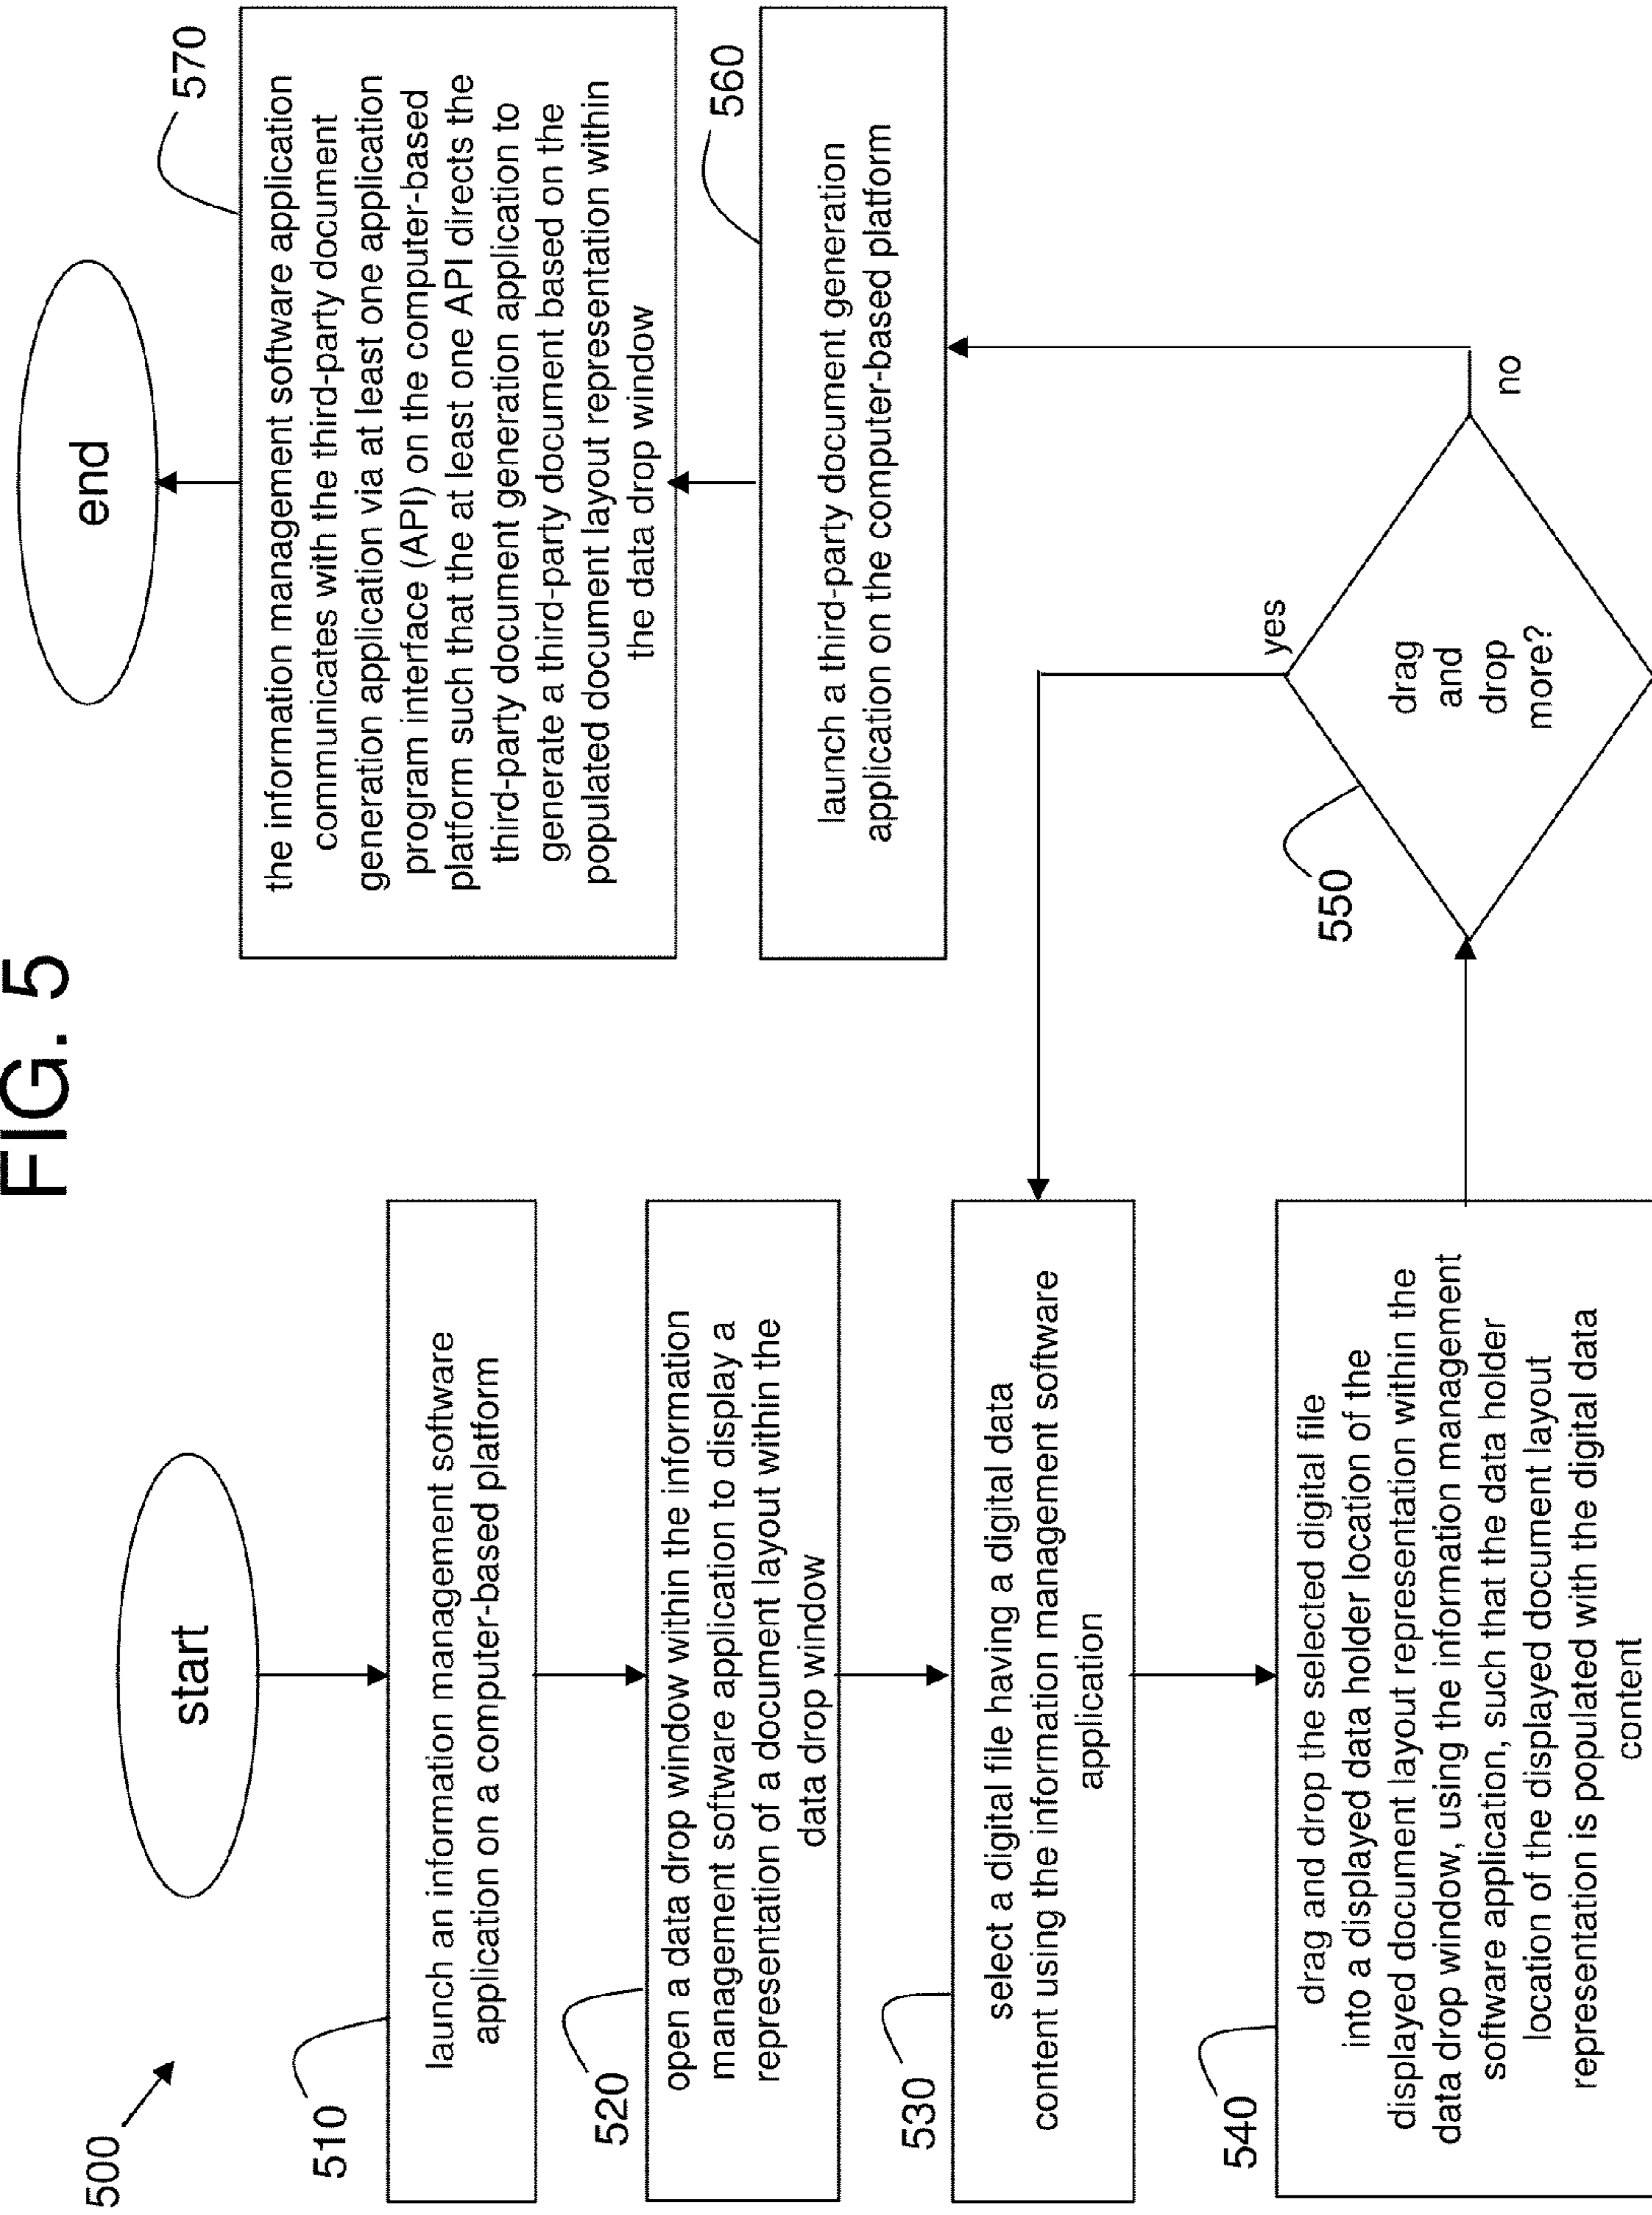 FIG. 5
500
start
510
launch an information management software
application on a computer-based platform
520
open a data drop window within the information
management software application to display a
representation of a document layout within the
data drop window
530
select a digital file having a digital data
content using the information management software
application
540
drag and drop the selected digital file
into a displayed data holder location of the
displayed document layout representation within the
data drop window, using the information management
software application, such that the data holder
location of the displayed document layout
representation is populated with the digital data
content
550
drag
and
drop
more?
yes
no
560
launch a third-party document generation
application on the computer-based platform
570
the information management software application
communicates with the third-party document
generation application via at least one application
program interface (API) on the computer-based
platform such that the at least one API directs the
third-party document generation application to
generate a third-party document based on the
populated document layout representation within
the data drop window
end